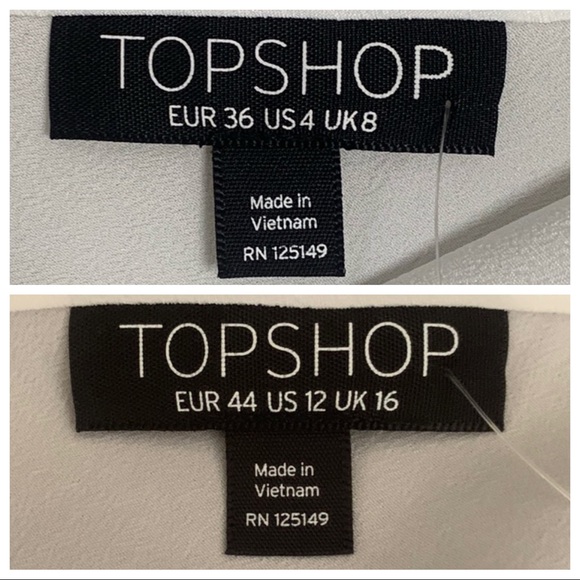 TOPSHOP
EUR 36 US 4 UK 8
Made in
Vietnam
RN 125149
TOPSHOP
EUR 44 US 12 UK 16
Made in
Vietnam
RN 125149